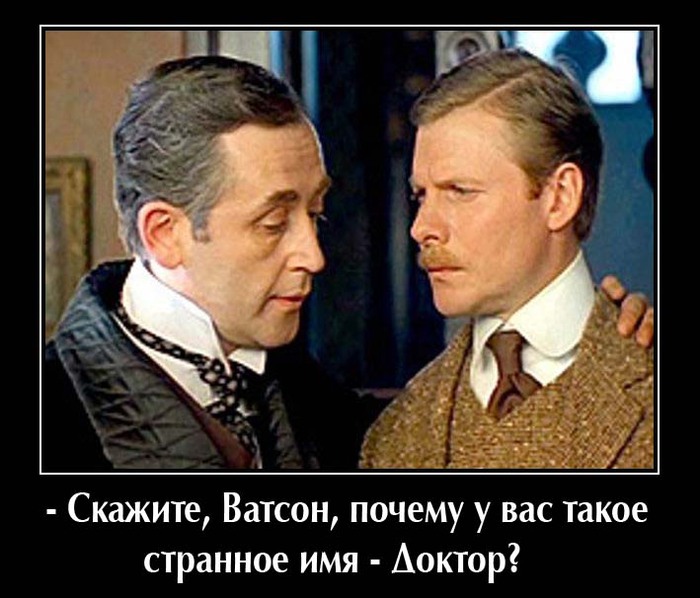 - Скажите, Ватсон, почему у вас такое
странное имя - Доктор?